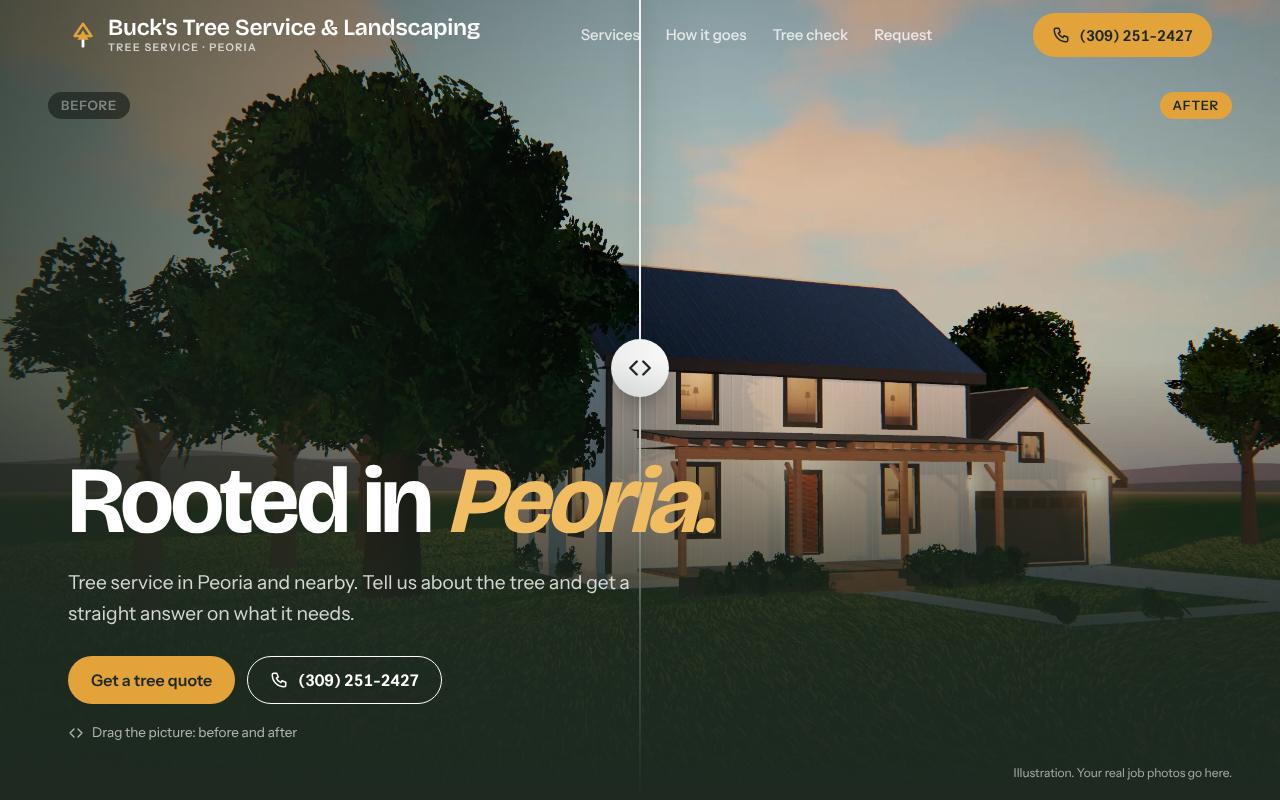 Buck's Tree Service & Landscaping
TREE SERVICE · PEORIA
Services
How it goes
Tree check
Request
(309) 251-2427
BEFORE
AFTER
Rooted in Peoria.
Tree service in Peoria and nearby. Tell us about the tree and get a
straight answer on what it needs.
Get a tree quote
(309) 251-2427
Drag the picture: before and after
Illustration. Your real job photos go here.